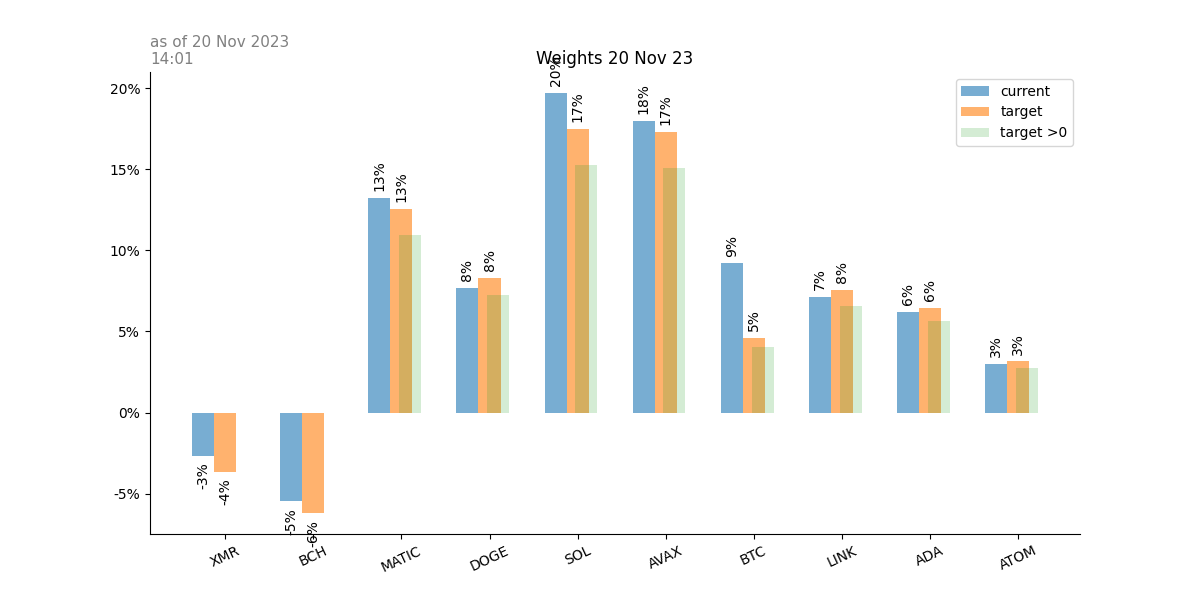 as of 20 Nov 2023
14:01
Weights 20 Nov 23
current
target
target >0
20%
15%
10%
5%
0%
-5%
-3%
-4%
-5%
-6%
13%
13%
8%
8%
20%
17%
18%
17%
9%
5%
7%
8%
6%
6%
3%
3%
XMR
BCH
MATIC
DOGE
SOL
AVAX
BTC
LINK
ADA
ATOM